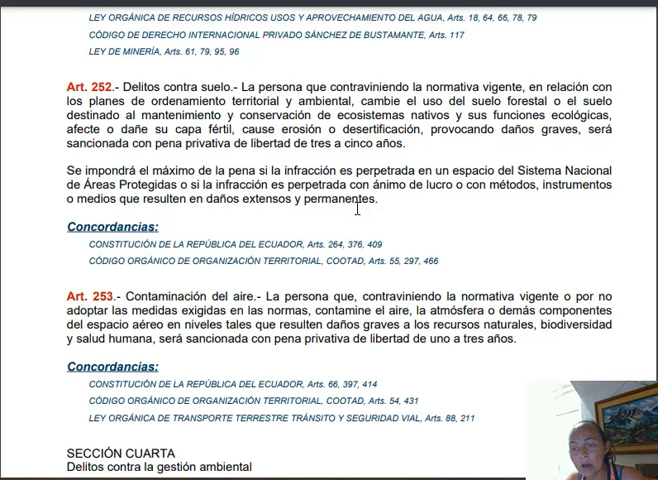 LEY ORGÁNICA DE RECURSOS HÍDRICOS USOS Y APROVECHAMIENTO DEL AGUA, Arts. 18, 64, 66, 78, 79
CÓDIGO DE DERECHO INTERNACIONAL PRIVADO SÁNCHEZ DE BUSTAMANTE, Arts. 117
LEY DE MINERÍA, Arts. 61, 79, 95, 96
Art. 252.- Delitos contra suelo.- La persona que contraviniendo la normativa vigente, en relación con
los planes de ordenamiento territorial y ambiental, cambie el uso del suelo forestal o el suelo
destinado al mantenimiento y conservación de ecosistemas nativos y sus funciones ecológicas,
afecte o dañe su capa fértil, cause erosión o desertificación, provocando daños graves, será
sancionada con pena privativa de libertad de tres a cinco años.
Se impondrá el máximo de la pena si la infracción es perpetrada en un espacio del Sistema Nacional
de Áreas Protegidas o si la infracción es perpetrada con ánimo de lucro o con métodos, instrumentos
o medios que resulten en daños extensos y permanentes.
Concordancias:
CONSTITUCIÓN DE LA REPÚBLICA DEL ECUADOR, Arts. 264, 376, 409
CÓDIGO ORGÁNICO DE ORGANIZACIÓN TERRITORIAL, COOTAD, Arts. 55, 297, 466
Art. 253.- Contaminación del aire.- La persona que, contraviniendo la normativa vigente o por no
adoptar las medidas exigidas en las normas, contamine el aire, la atmósfera o demás componentes
del espacio aéreo en niveles tales que resulten daños graves a los recursos naturales, biodiversidad
y salud humana, será sancionada con pena privativa de libertad de uno a tres años.
Concordancias:
CONSTITUCIÓN DE LA REPÚBLICA DEL ECUADOR, Arts. 66, 397, 414
CÓDIGO ORGÁNICO DE ORGANIZACIÓN TERRITORIAL, COOTAD, Arts. 54, 431
LEY ORGÁNICA DE TRANSPORTE TERRESTRE TRÁNSITO Y SEGURIDAD VIAL, Arts. 88, 211
SECCIÓN CUARTA
Delitos contra la gestión ambiental